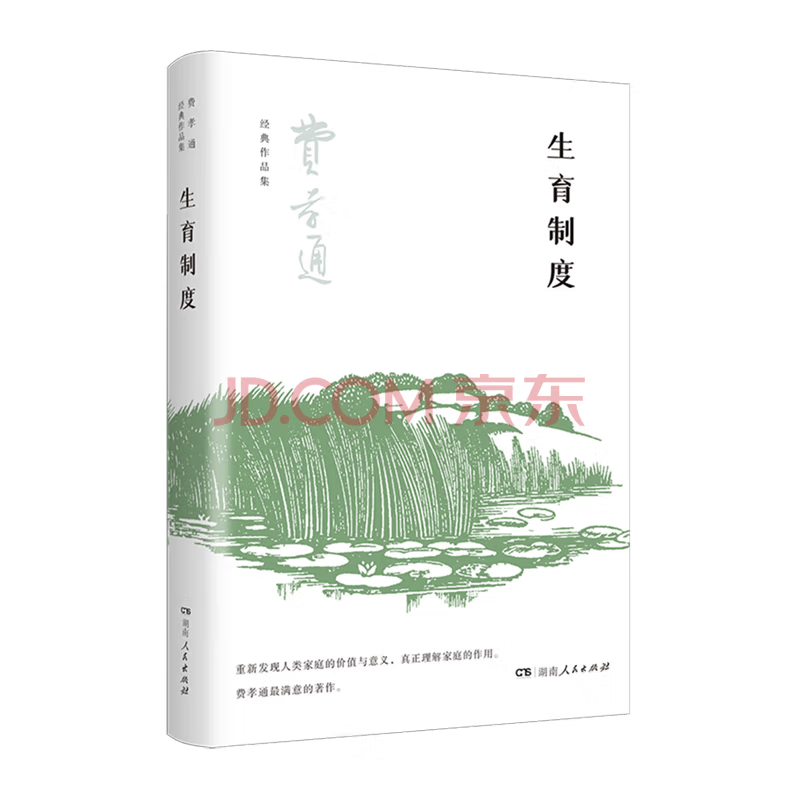 费孝通
经典作品集
生育制度
湖南人民出版社
经典作品集
费孝通
生育制度
JD.COM 京东
重新发现人类家庭的价值与意义，真正理解家庭的作用。
费孝通最满意的著作。
湖南人民出版社